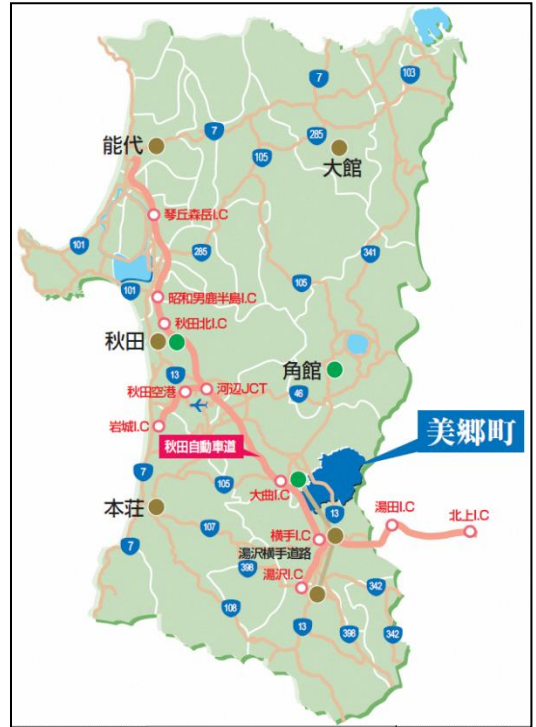 7
103
7
285
能代
105
大館
7
琴丘森岳I.C
341
101
285
101
105
昭和男鹿半島I.C
秋田北I.C
秋田
角館
13
河辺JCT
秋田空港
46
岩城I.C
美郷町
秋田自動車道
7
105
大曲I.C
湯田I.C
北上I.C
本荘
13
107
横手I.C
7
湯沢横手道路
398
湯沢I.C
342
108
13
398
342